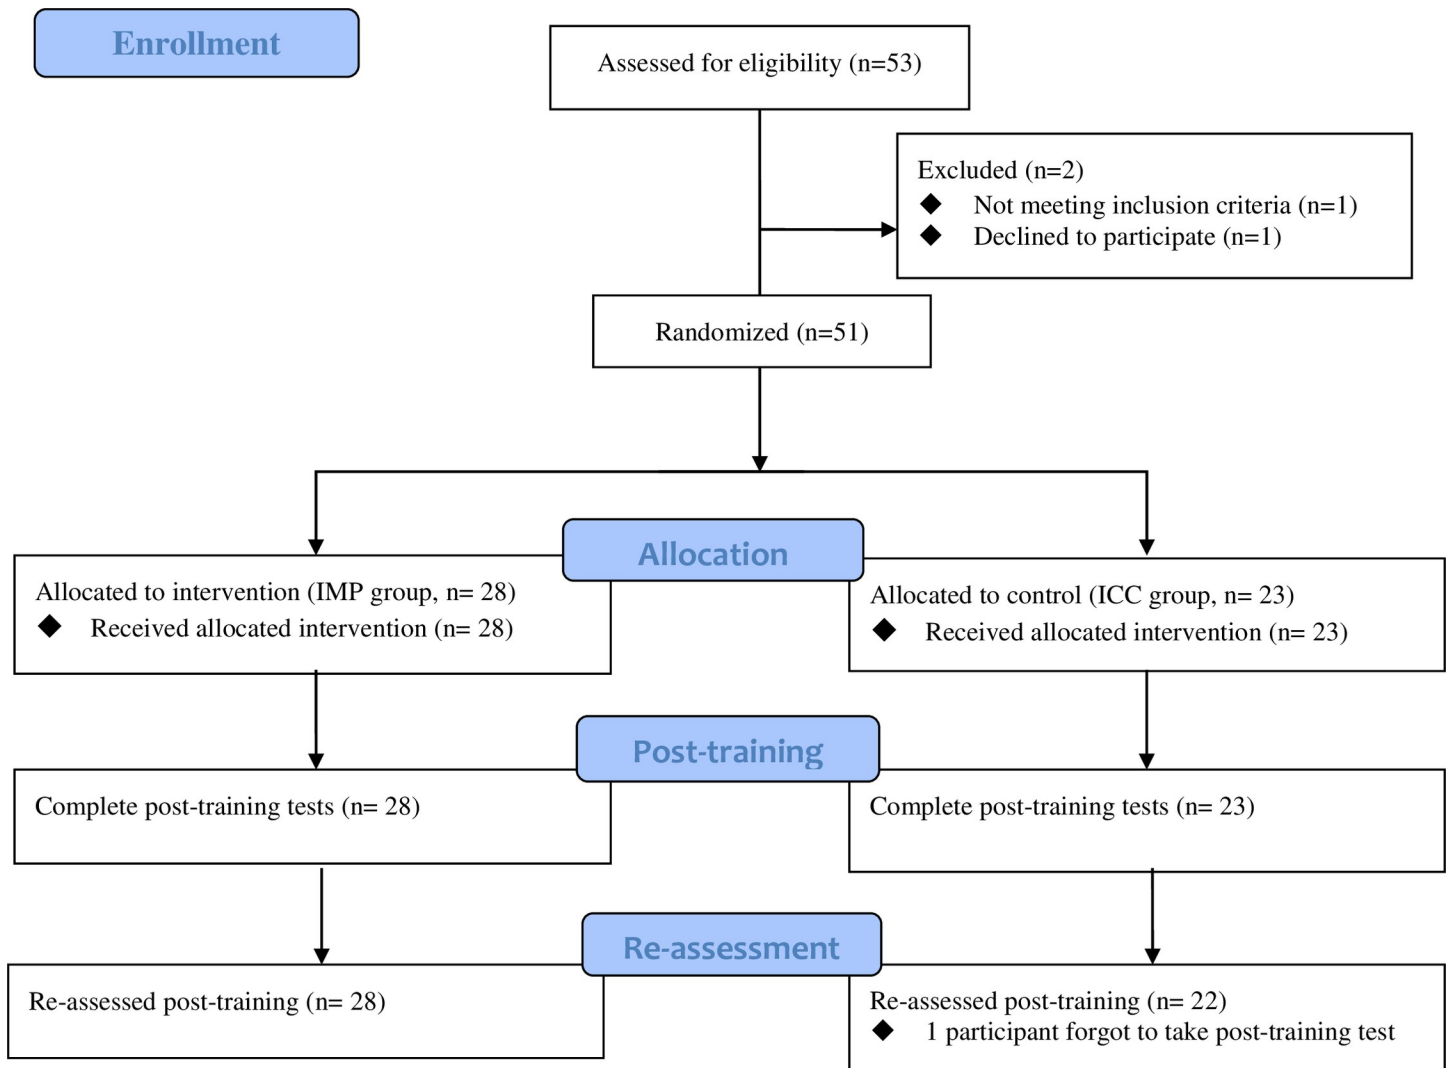 Enrollment
Assessed for eligibility (n=53)
Excluded (n=2)
◆ Not meeting inclusion criteria (n=1)
◆ Declined to participate (n=1)
Randomized (n=51)
Allocation
Allocated to intervention (IMP group, n= 28)
◆ Received allocated intervention (n= 28)
Allocated to control (ICC group, n= 23)
◆ Received allocated intervention (n= 23)
Post-training
Complete post-training tests (n= 28)
Complete post-training tests (n= 23)
Re-assessment
Re-assessed post-training (n= 28)
Re-assessed post-training (n= 22)
◆ 1 participant forgot to take post-training test